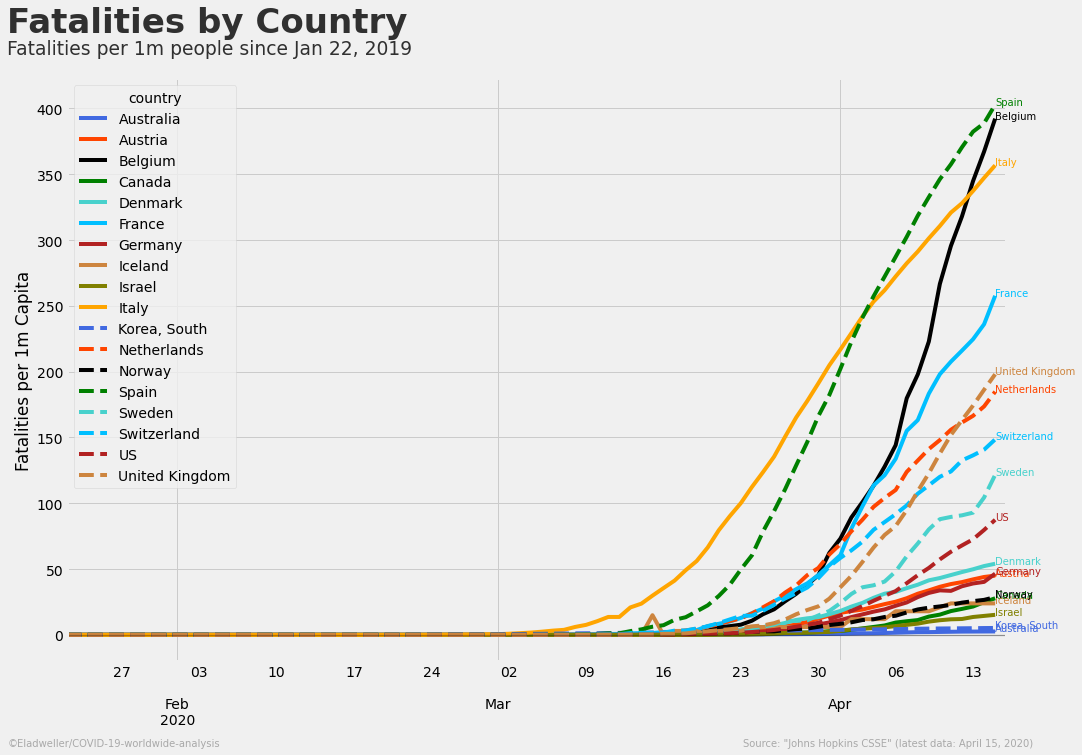 Fatalities by Country
Fatalities per 1m people since Jan 22, 2019
Fatalities per 1m Capita
400
350
300
250
200
150
100
50
0
country
Australia
Austria
Belgium
Canada
Denmark
France
Germany
Iceland
Israel
Italy
Korea, South
Netherlands
Norway
Spain
Sweden
Switzerland
US
United Kingdom
Spain
Belgium
Italy
France
United Kingdom
Netherlands
Switzerland
Sweden
US
Denmark
Germany
Austria
Norway
Iceland
Israel
Korea, South
Australia
27 03 10 17 24 02 09 16 23 30 06 13
Feb Mar Apr
2020
©Eladweller/COVID-19-worldwide-analysis
Source: "Johns Hopkins CSSE" (latest data: April 15, 2020)